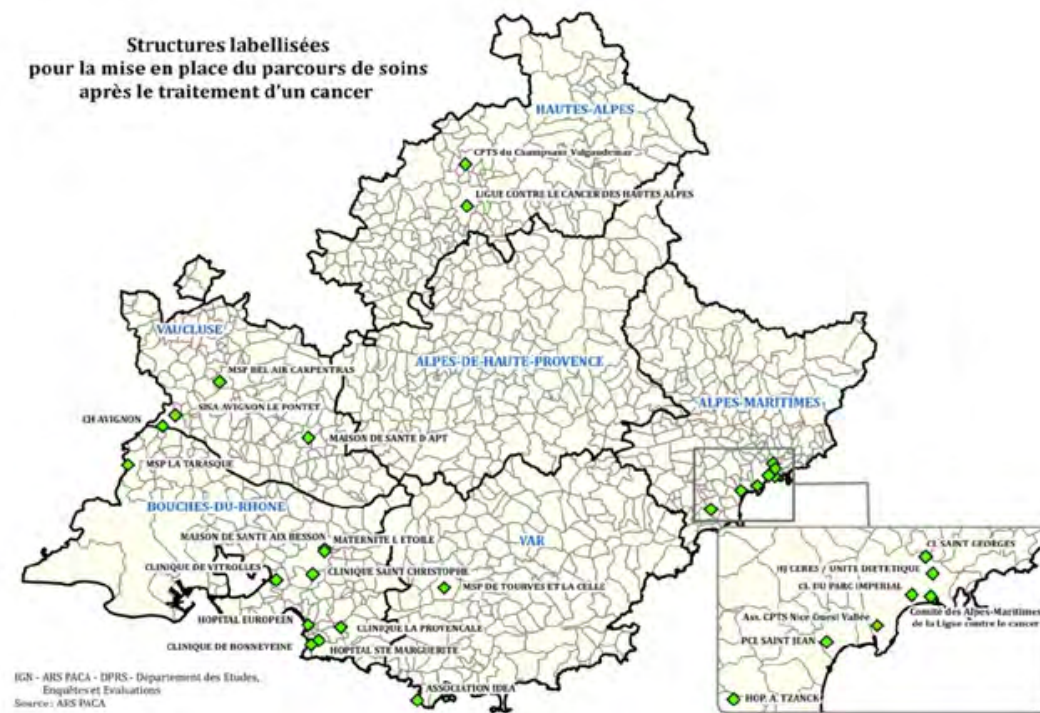 Structures labellisées
pour la mise en place du parcours de soins
après le traitement d'un cancer
HAUTES-ALPES
CPTS du Champsaur Valgaudemar
LIGUE CONTRE LE CANCER DES HAUTES ALPES
VAUCLUSE
ALPES-DE-HAUTE-PROVENCE
MSP BEL AIR CARPENTRAS
ALPES-MARITIMES
SISA AVIGNON LE PONTET
CH AVIGNON
MAISON DE SANTE D APT
MSP LA TARASQUE
BOUCHES-DU-RHONE
VAR
MAISON DE SANTE AIX BESSON
MATERNITE L ETOILE
CLINIQUE DE VITROLLES
CLINIQUE SAINT CHRISTOPHE
MSP DE TOURVES ET LA CELLE
HOPITAL EUROPEEN
CLINIQUE LA PROVENCALE
CLINIQUE DE BONNEVEINE
HOPITAL STE MARGUERITE
ASSOCIATION IDEA
CL SAINT GEORGES
HJ CERES / UNITE DIETETIQUE
CL DU PARC IMPERIAL
Ass. CPTS Nice Ouest Vallée
Comité des Alpes-Maritimes
de la Ligue contre le cancer
PCL SAINT JEAN
HOP. A. TZANCK
IGN - ARS PACA - DPRS - Département des Etudes,
Enquêtes et Evaluations
Source : ARS PACA